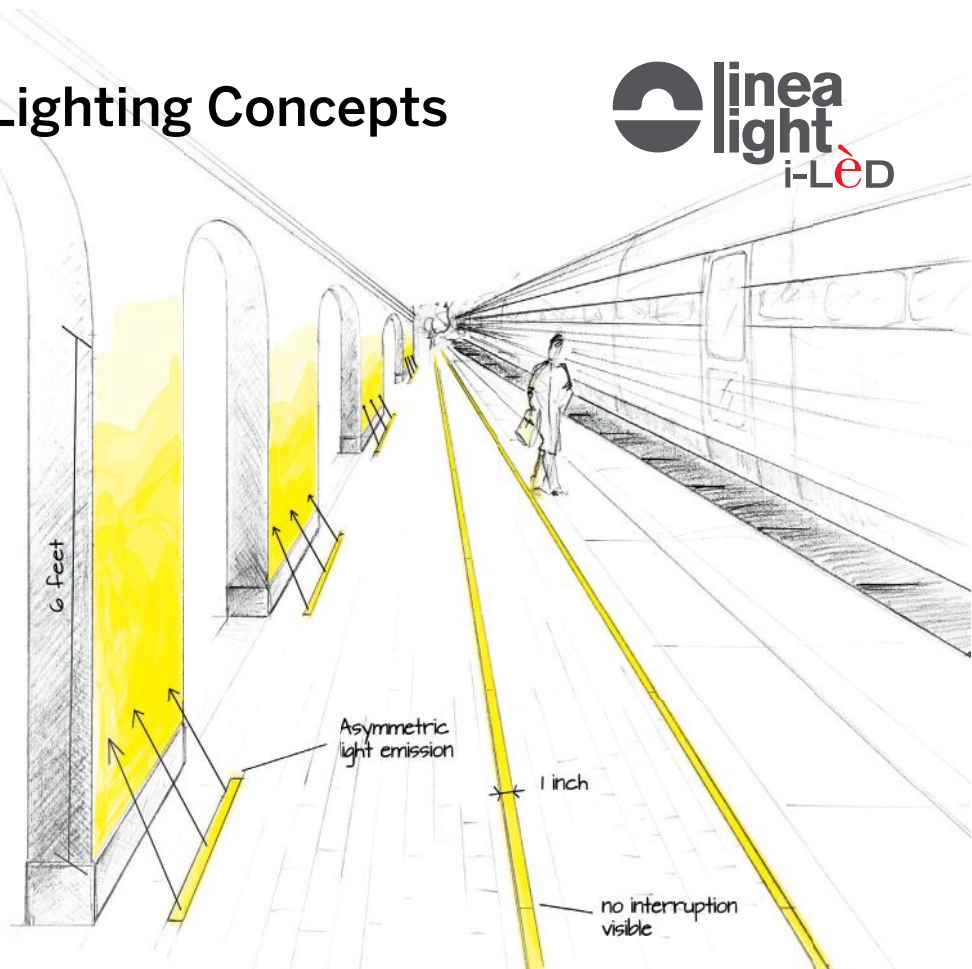 Lighting Concepts
linea
light
i-LèD
6 feet
Asymmetric
light emission
1 inch
no interruption
visible